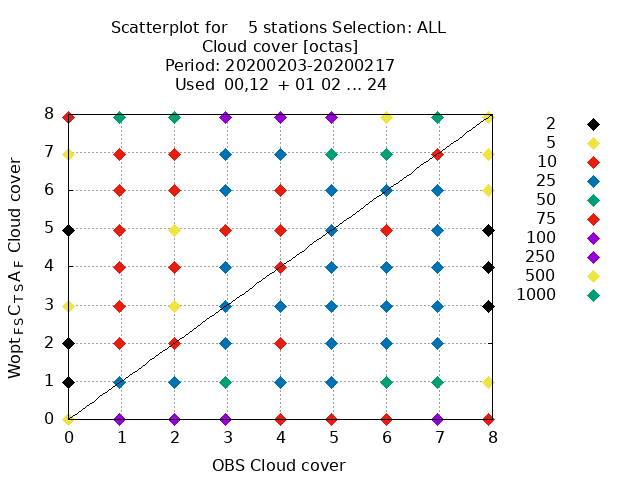 Scatterplot for 5 stations Selection: ALL
Cloud cover [octas]
Period: 20200203-20200217
Used 00,12 + 01 02 ... 24
8
7
6
5
4
3
2
1
0
0 1 2 3 4 5 6 7 8
Wopt FS CTS AF Cloud cover
OBS Cloud cover
2
5
10
25
50
75
100
250
500
1000